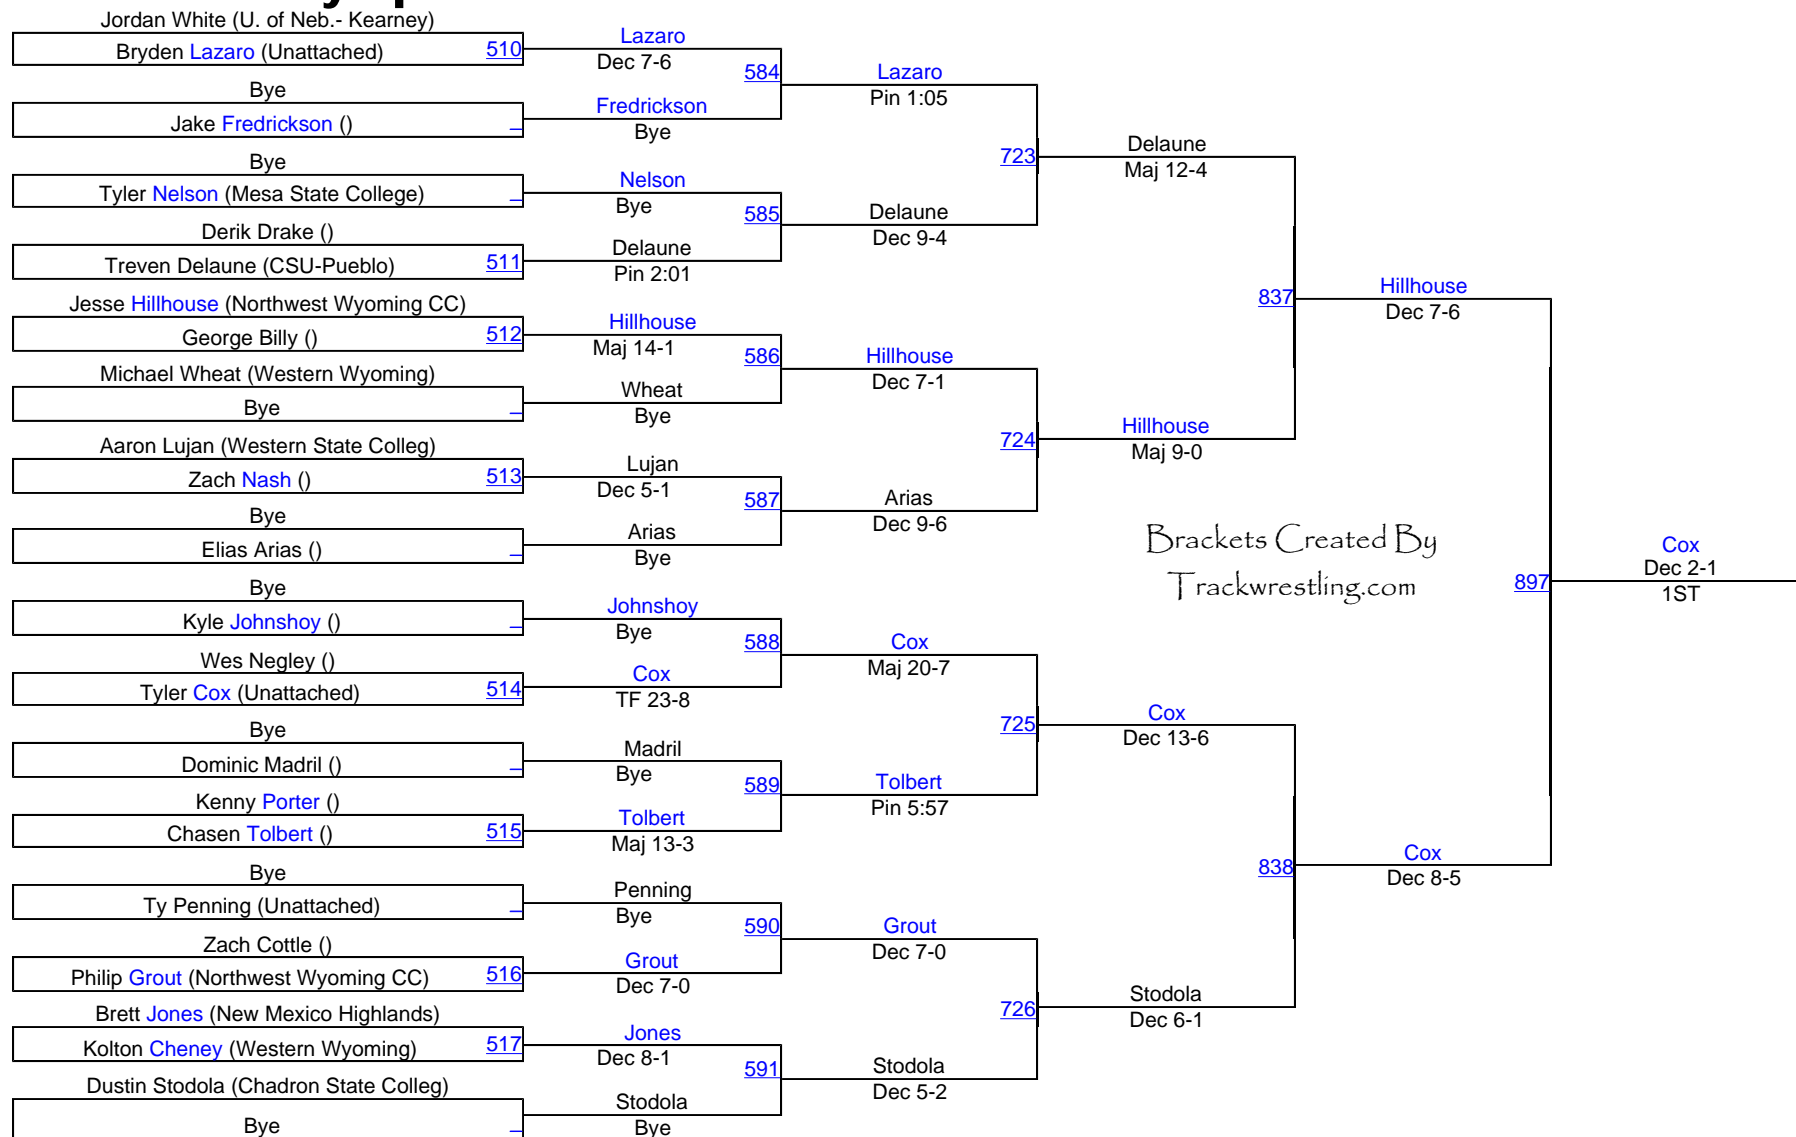 Jordan White (U. of Neb.- Kearney)
Bryden Lazaro (Unattached) 510
Bye
Jake Fredrickson ()
Bye
Tyler Nelson (Mesa State College)
Derik Drake ()
Treven Delaune (CSU-Pueblo) 511
Jesse Hillhouse (Northwest Wyoming CC)
George Billy () 512
Michael Wheat (Western Wyoming)
Bye
Aaron Lujan (Western State Colleg)
Zach Nash () 513
Bye
Elias Arias ()
Bye
Kyle Johnshoy ()
Wes Negley ()
Tyler Cox (Unattached) 514
Bye
Dominic Madril ()
Kenny Porter ()
Chasen Tolbert () 515
Bye
Ty Penning (Unattached)
Zach Cottle ()
Philip Grout (Northwest Wyoming CC) 516
Brett Jones (New Mexico Highlands)
Kolton Cheney (Western Wyoming) 517
Dustin Stodola (Chadron State Colleg)
Bye
Lazaro
Dec 7-6
584
Fredrickson
Bye
Nelson
Bye
585
Delaune
Pin 2:01
Hillhouse
Maj 14-1
586
Wheat
Bye
Lujan
Dec 5-1
587
Arias
Bye
Johnshoy
Bye
588
Cox
TF 23-8
Madril
Bye
589
Tolbert
Maj 13-3
Penning
Bye
590
Grout
Dec 7-0
Jones
Dec 8-1
591
Stodola
Bye
Lazaro
Pin 1:05
723
Delaune
Dec 9-4
Hillhouse
Dec 7-1
724
Arias
Dec 9-6
Cox
Maj 20-7
725
Tolbert
Pin 5:57
Grout
Dec 7-0
726
Stodola
Dec 5-2
Delaune
Maj 12-4
837
Hillhouse
Maj 9-0
Brackets Created By
Trackwrestling.com
Cox
Dec 13-6
838
Stodola
Dec 6-1
Hillhouse
Dec 7-6
897
Cox
Dec 8-5
Cox
Dec 2-1
1ST